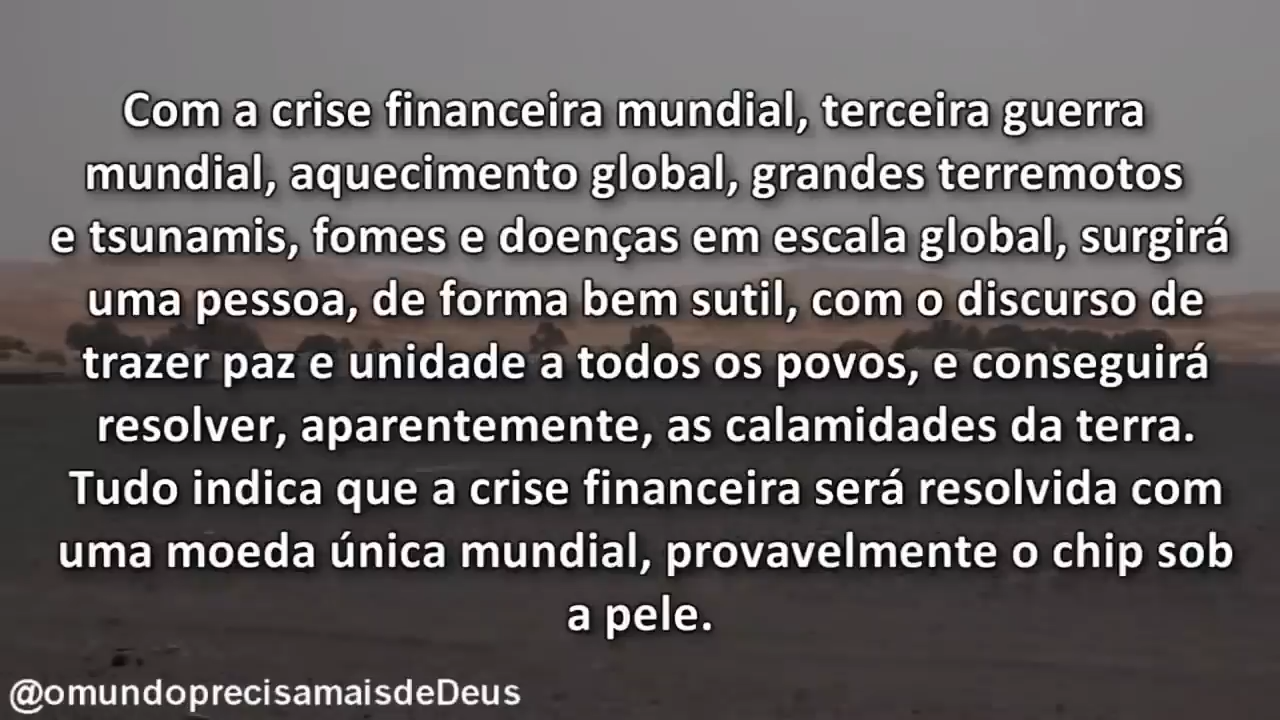 Com a crise financeira mundial, terceira guerra
mundial, aquecimento global, grandes terremotos
e tsunamis, fomes e doenças em escala global, surgirá
uma pessoa, de forma bem sutil, com o discurso de
trazer paz e unidade a todos os povos, e conseguirá
resolver, aparentemente, as calamidades da terra.
Tudo indica que a crise financeira será resolvida com
uma moeda única mundial, provavelmente o chip sob
a pele.
@omundoprecisamaisdeDeus